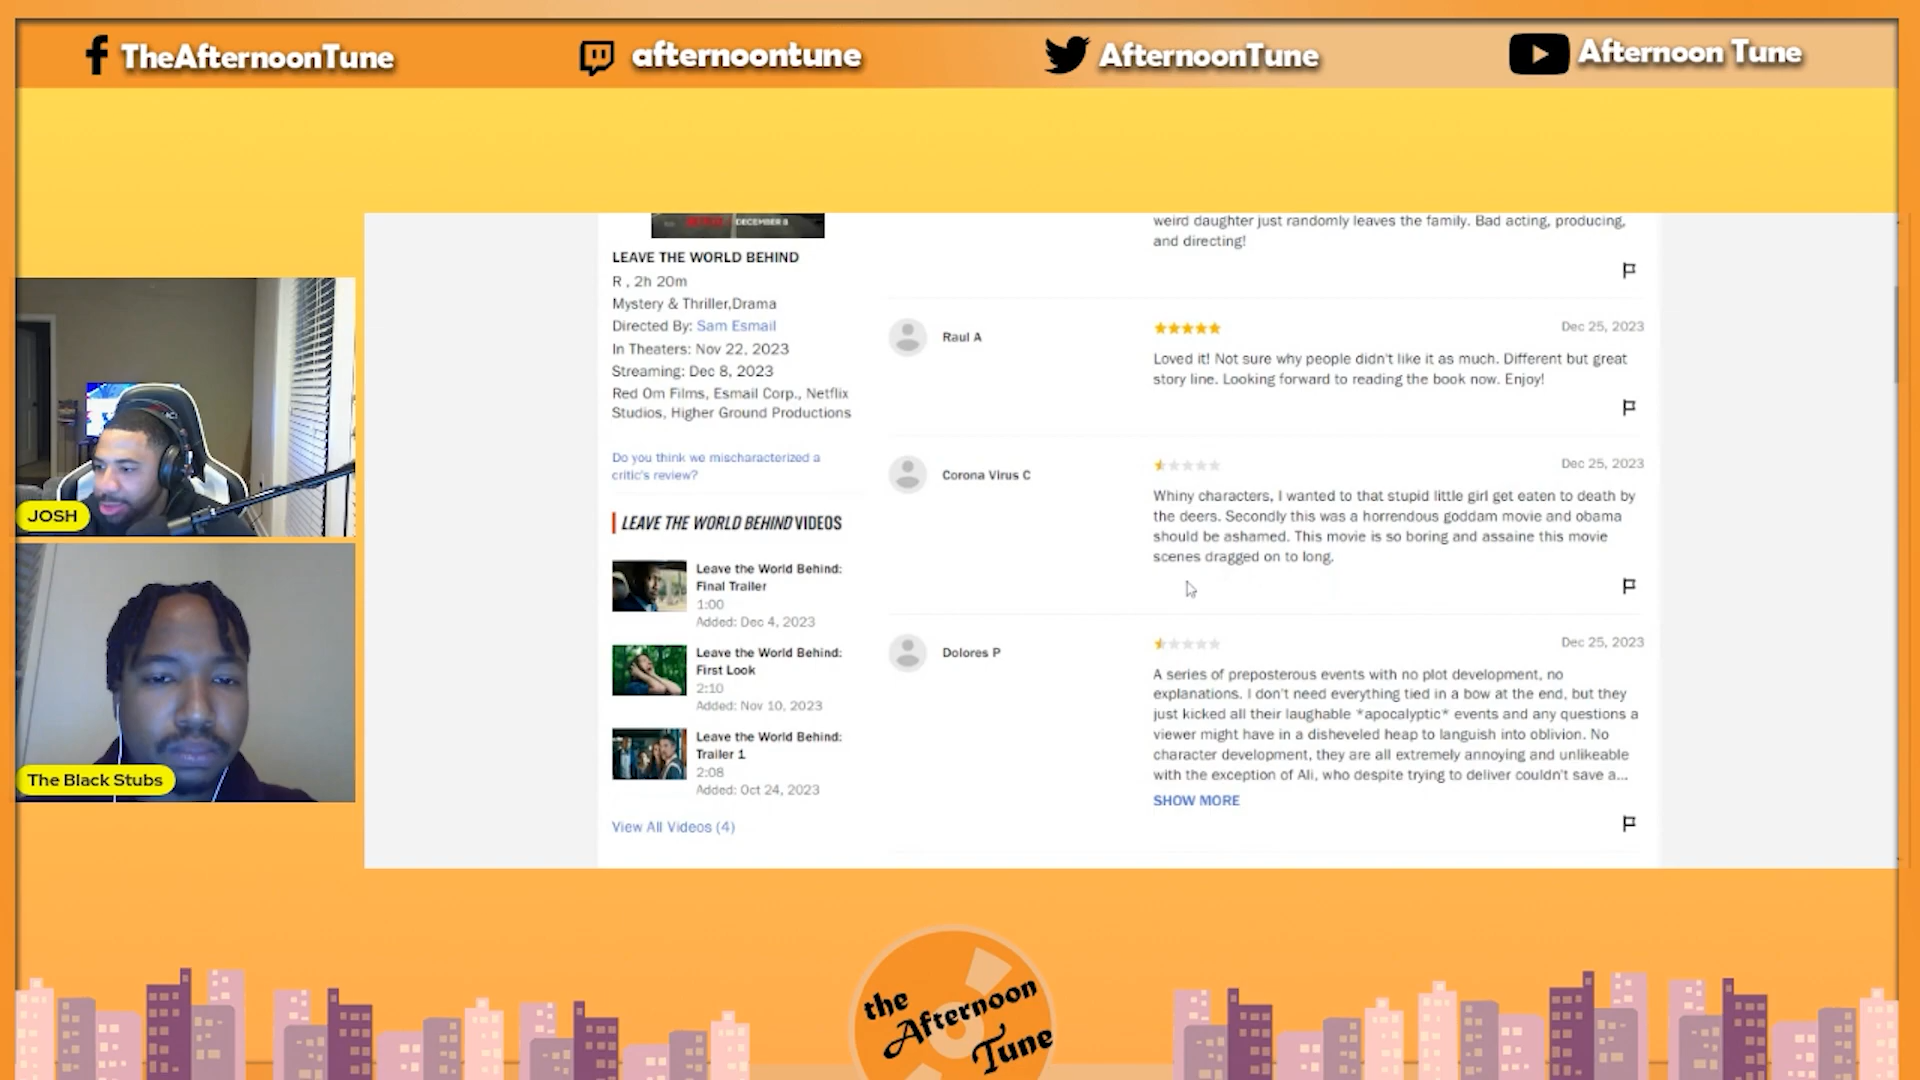 TheAfternoonTune
afternoontune
AfternoonTune
Afternoon Tune
JOSH
The Black Stubs
DECEMBER 8
LEAVE THE WORLD BEHIND
R , 2h 20m
Mystery & Thriller,Drama
Directed By: Sam Esmail
In Theaters: Nov 22, 2023
Streaming: Dec 8, 2023
Red Om Films, Esmail Corp., Netflix
Studios, Higher Ground Productions
Do you think we mischaracterized a
critic's review?
LEAVE THE WORLD BEHIND VIDEOS
Leave the World Behind:
Final Trailer
1:00
Added: Dec 4, 2023
Leave the World Behind:
First Look
2:10
Added: Nov 10, 2023
Leave the World Behind:
Trailer 1
2:08
Added: Oct 24, 2023
View All Videos (4)
weird daughter just randomly leaves the family. Bad acting, producing,
and directing!
Raul A
Dec 25, 2023
Loved it! Not sure why people didn't like it as much. Different but great
story line. Looking forward to reading the book now. Enjoy!
Corona Virus C
Dec 25, 2023
Whiny characters, I wanted to that stupid little girl get eaten to death by
the deers. Secondly this was a horrendous goddam movie and obama
should be ashamed. This movie is so boring and assaine this movie
scenes dragged on to long.
Dolores P
Dec 25, 2023
A series of preposterous events with no plot development, no
explanations. I don't need everything tied in a bow at the end, but they
just kicked all their laughable *apocalyptic* events and any questions a
viewer might have in a disheveled heap to languish into oblivion. No
character development, they are all extremely annoying and unlikeable
with the exception of Ali, who despite trying to deliver couldn't save a...
SHOW MORE
the
Afternoon
Tune